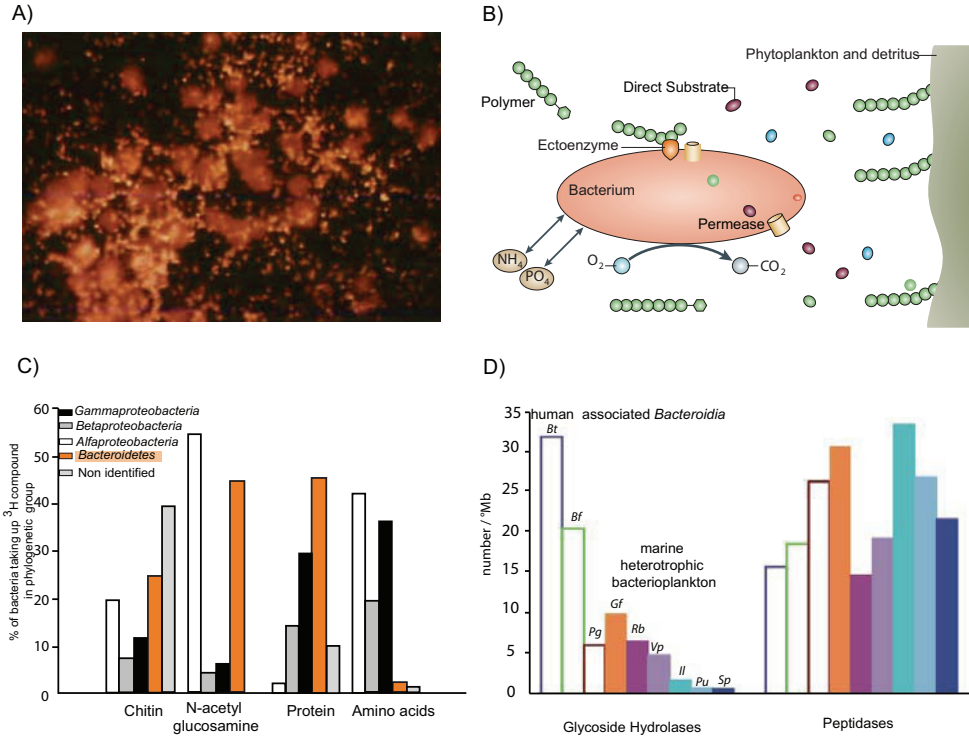 A)
B)
Phytoplankton and detritus
Direct Substrate
Polymer
Ectoenzyme
Bacterium
Permease
NH4
PO4
O2
CO2
C)
% of bacteria taking up 3H compound
in phylogenetic group
60
50
40
30
20
10
0
Gammaproteobacteria
Betaproteobacteria
Alfaproteobacteria
Bacteroidetes
Non identified
Chitin
N-acetyl
glucosamine
Protein
Amino acids
D)
number / °Mb
35
30
25
20
15
10
5
0
human associated Bacteroidia
Bt
Bf
marine
heterotrophic
bacterioplankton
Pg
Gf
Rb
Vp
Il
Pu
Sp
Glycoside Hydrolases
Peptidases